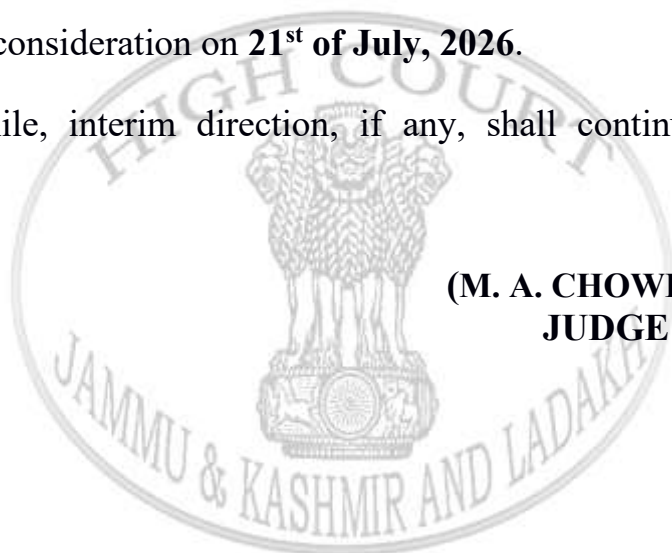 consideration on 21st of July, 2026.
HIGH COURT
ile, interim direction, if any, shall contin
(M. A. CHOW
JUDGE
JAMMU & KASHMIR AND LADAKH